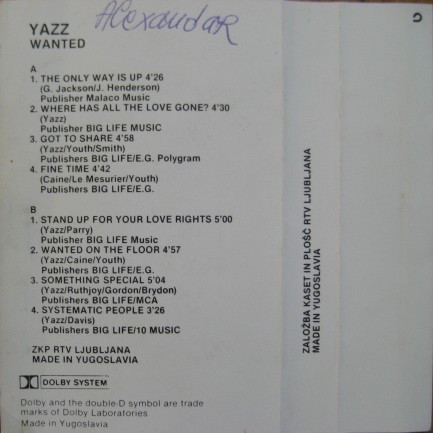 Alexandar
YAZZ
WANTED
A
1. THE ONLY WAY IS UP 4'26
(G. Jackson/J. Henderson)
Publisher Malaco Music
2. WHERE HAS ALL THE LOVE GONE? 4'30
(Yazz)
Publisher BIG LIFE MUSIC
3. GOT TO SHARE 4'58
(Yazz/Youth/Smith)
Publishers BIG LIFE/E.G. Polygram
4. FINE TIME 4'42
(Caine/Le Mesurier/Youth)
Publishers BIG LIFE/E.G.
B
1. STAND UP FOR YOUR LOVE RIGHTS 5'00
(Yazz/Parry)
Publisher BIG LIFE Music
2. WANTED ON THE FLOOR 4'57
(Yazz/Caine/Youth)
Publishers BIG LIFE/E.G.
3. SOMETHING SPECIAL 5'04
(Yazz/Ruthjoy/Gordon/Brydon)
Publishers BIG LIFE/MCA
4. SYSTEMATIC PEOPLE 3'26
(Yazz/Davis)
Publishers BIG LIFE/10 MUSIC
ZKP RTV LJUBLJANA
MADE IN YUGOSLAVIA
DOLBY SYSTEM
Dolby and the double-D symbol are trade
marks of Dolby Laboratories
Made in Yugoslavia
ZALOŽBA KASET IN PLOŠČ RTV LJUBLJANA
MADE IN YUGOSLAVIA